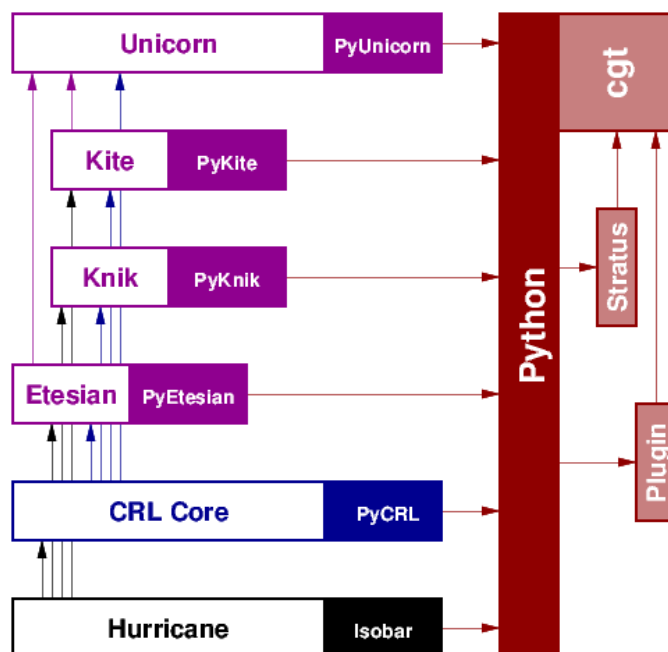 Unicorn
PyUnicorn
cgt
Kite
PyKite
Knik
PyKnik
Stratus
Python
Etesian
PyEtesian
Plugin
CRL Core
PyCRL
Hurricane
Isobar